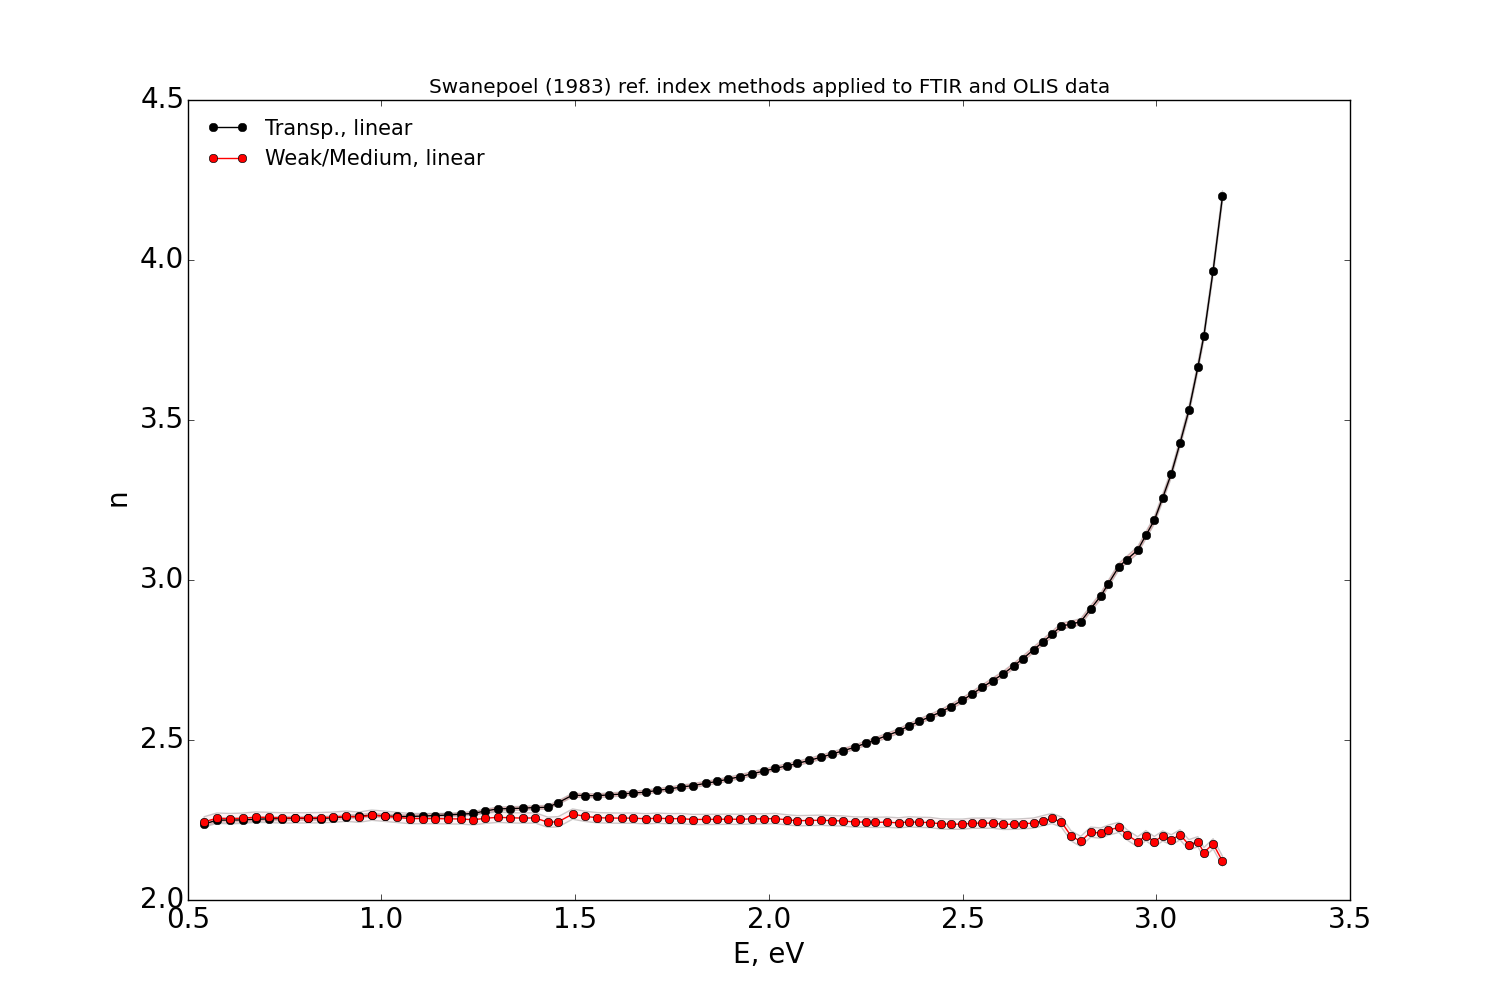 Swanepoel (1983) ref. index methods applied to FTIR and OLIS data
4.5
Transp., linear
Weak/Medium, linear
4.0
3.5
n
3.0
2.5
2.0
0.5 1.0 1.5 2.0 2.5 3.0 3.5
E, eV